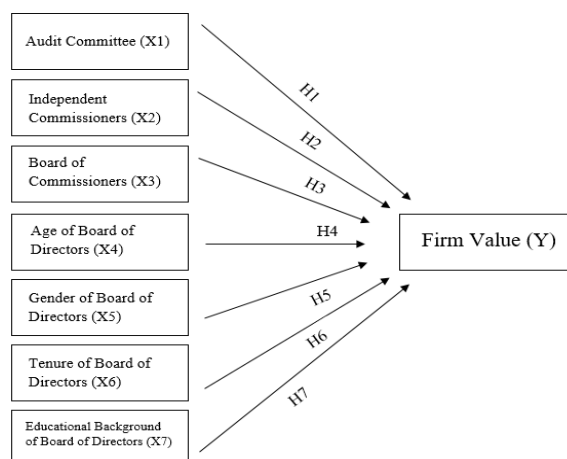 Audit Committee (X1)
H1
Independent
Commissioners (X2)
H2
Board of
Commissioners (X3)
H3
Age of Board of
Directors (X4)
H4
Firm Value (Y)
Gender of Board of
Directors (X5)
H5
Tenure of Board of
Directors (X6)
H6
Educational Background
of Board of Directors (X7)
H7